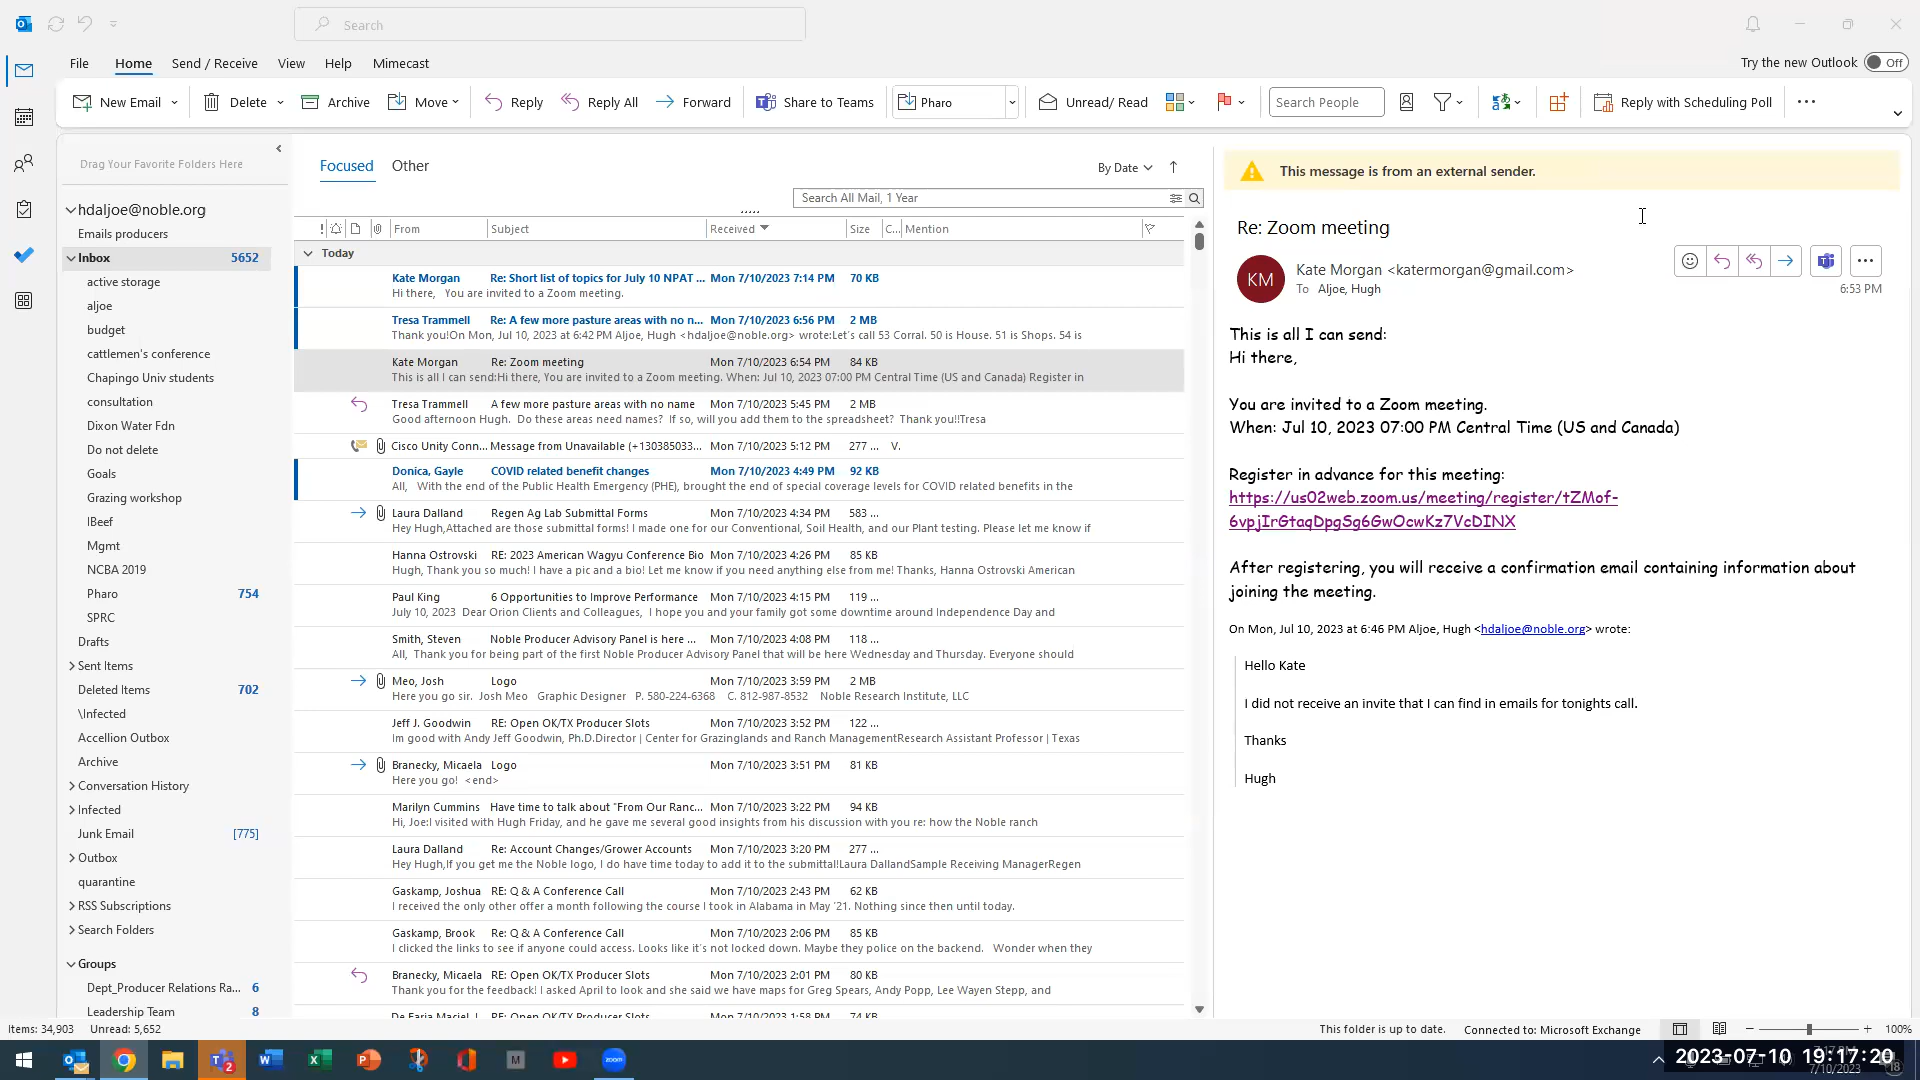 Search
File Home Send / Receive View Help Mimecast
Try the new Outlook Off
New Email Delete Archive Move Reply Reply All Forward Share to Teams Pharo Unread/ Read Search People Reply with Scheduling Poll
Drag Your Favorite Folders Here
hdaljoe@noble.org
Emails producers
Inbox 5652
active storage
aljoe
budget
cattlemen's conference
Chapingo Univ students
consultation
Dixon Water Fdn
Do not delete
Goals
Grazing workshop
IBeef
Mgmt
NCBA 2019
Pharo 754
SPRC
Drafts
Sent Items
Deleted Items 702
\Infected
Accellion Outbox
Archive
Conversation History
Infected
Junk Email [775]
Outbox
quarantine
RSS Subscriptions
Search Folders
Groups
Dept_Producer Relations Ra... 6
Leadership Team 8
Focused Other
By Date
Search All Mail, 1 Year
From Subject Received Size C... Mention
Today
Kate Morgan Re: Short list of topics for July 10 NPAT ... Mon 7/10/2023 7:14 PM 70 KB
Hi there, You are invited to a Zoom meeting.
Tresa Trammell Re: A few more pasture areas with no n... Mon 7/10/2023 6:56 PM 2 MB
Thank you!On Mon, Jul 10, 2023 at 6:42 PM Aljoe, Hugh <hdaljoe@noble.org> wrote:Let's call 53 Corral. 50 is House. 51 is Shops. 54 is
Kate Morgan Re: Zoom meeting Mon 7/10/2023 6:54 PM 84 KB
This is all I can send:Hi there, You are invited to a Zoom meeting. When: Jul 10, 2023 07:00 PM Central Time (US and Canada) Register in
Tresa Trammell A few more pasture areas with no name Mon 7/10/2023 5:45 PM 2 MB
Good afternoon Hugh. Do these areas need names? If so, will you add them to the spreadsheet? Thank you!!Tresa
Cisco Unity Conn... Message from Unavailable (+130385033... Mon 7/10/2023 5:12 PM 277 ... V.
Donica, Gayle COVID related benefit changes Mon 7/10/2023 4:49 PM 92 KB
All, With the end of the Public Health Emergency (PHE), brought the end of special coverage levels for COVID related benefits in the
Laura Dalland Regen Ag Lab Submittal Forms Mon 7/10/2023 4:34 PM 583 ...
Hey Hugh,Attached are those submittal forms! I made one for our Conventional, Soil Health, and our Plant testing. Please let me know if
Hanna Ostrovski RE: 2023 American Wagyu Conference Bio Mon 7/10/2023 4:26 PM 85 KB
Hugh, Thank you so much! I have a pic and a bio! Let me know if you need anything else from me! Thanks, Hanna Ostrovski American
Paul King 6 Opportunities to Improve Performance Mon 7/10/2023 4:15 PM 119 ...
July 10, 2023 Dear Orion Clients and Colleagues, I hope you and your family got some downtime around Independence Day and
Smith, Steven Noble Producer Advisory Panel is here ... Mon 7/10/2023 4:08 PM 118 ...
All, Thank you for being part of the first Noble Producer Advisory Panel that will be here Wednesday and Thursday. Everyone should
Meo, Josh Logo Mon 7/10/2023 3:59 PM 2 MB
Here you go sir. Josh Meo Graphic Designer P. 580-224-6368 C. 812-987-8532 Noble Research Institute, LLC
Jeff J. Goodwin RE: Open OK/TX Producer Slots Mon 7/10/2023 3:52 PM 122 ...
Im good with Andy Jeff Goodwin, Ph.D.Director | Center for Grazinglands and Ranch ManagementResearch Assistant Professor | Texas
Branecky, Micaela Logo Mon 7/10/2023 3:51 PM 81 KB
Here you go! <end>
Marilyn Cummins Have time to talk about "From Our Ranc... Mon 7/10/2023 3:22 PM 94 KB
Hi, Joe:I visited with Hugh Friday, and he gave me several good insights from his discussion with you re: how the Noble ranch
Laura Dalland Re: Account Changes/Grower Accounts Mon 7/10/2023 3:20 PM 277 ...
Hey Hugh,If you get me the Noble logo, I do have time today to add it to the submittal!Laura DallandSample Receiving ManagerRegen
Gaskamp, Joshua RE: Q & A Conference Call Mon 7/10/2023 2:43 PM 62 KB
I received the only other offer a month following the course I took in Alabama in May '21. Nothing since then until today.
Gaskamp, Brook Re: Q & A Conference Call Mon 7/10/2023 2:06 PM 85 KB
I clicked the links to see if anyone could access. Looks like it's not locked down. Maybe they police on the backend. Wonder when they
Branecky, Micaela RE: Open OK/TX Producer Slots Mon 7/10/2023 2:01 PM 80 KB
Thank you for the feedback! I asked April to look and she said we have maps for Greg Spears, Andy Popp, Lee Wayen Stepp, and
De Faria Maciel, I RE: Open OK/TX Producer Slots Mon 7/10/2023 1:58 PM 74 KB
This message is from an external sender.
Re: Zoom meeting
KM
Kate Morgan <katermorgan@gmail.com>
To Aljoe, Hugh
6:53 PM
This is all I can send:
Hi there,
You are invited to a Zoom meeting.
When: Jul 10, 2023 07:00 PM Central Time (US and Canada)
Register in advance for this meeting:
https://us02web.zoom.us/meeting/register/tZMof-
6vpjIrGtaqDpgSg6GwOcwKz7VcDINX
After registering, you will receive a confirmation email containing information about
joining the meeting.
On Mon, Jul 10, 2023 at 6:46 PM Aljoe, Hugh <hdaljoe@noble.org> wrote:
Hello Kate
I did not receive an invite that I can find in emails for tonights call.
Thanks
Hugh
Items: 34,903 Unread: 5,652
This folder is up to date. Connected to: Microsoft Exchange 100%
2023-07-10 19:17:20
7/10/2023